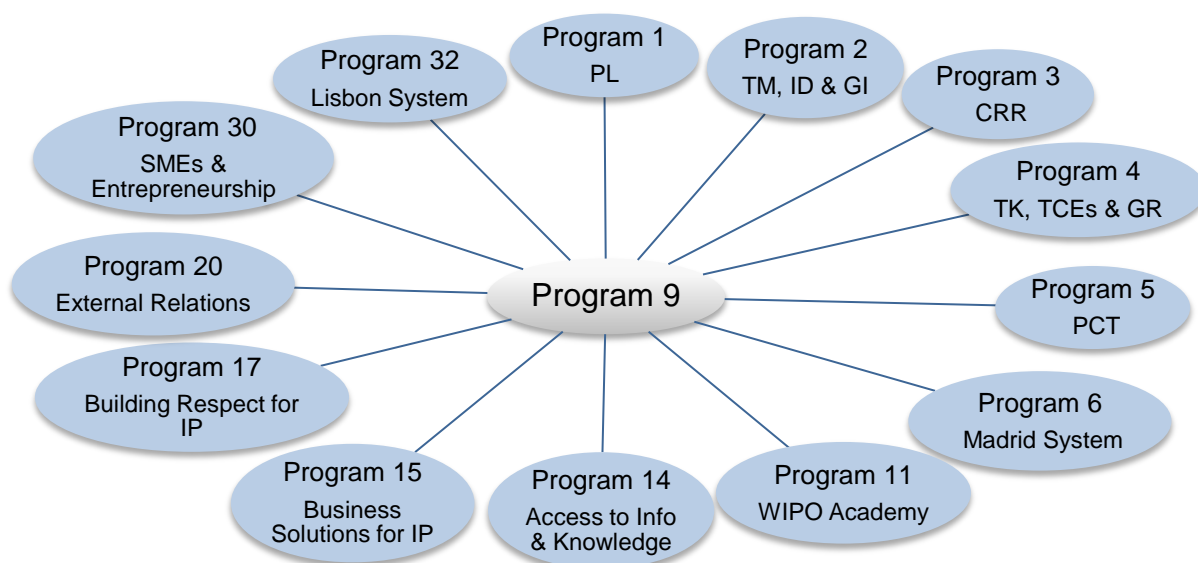 Program 1
PL
Program 2
TM, ID & GI
Program 3
CRR
Program 4
TK, TCEs & GR
Program 5
PCT
Program 6
Madrid System
Program 11
WIPO Academy
Program 14
Access to Info
& Knowledge
Program 15
Business
Solutions for IP
Program 17
Building Respect for
IP
Program 20
External Relations
Program 30
SMEs &
Entrepreneurship
Program 32
Lisbon System
Program 9